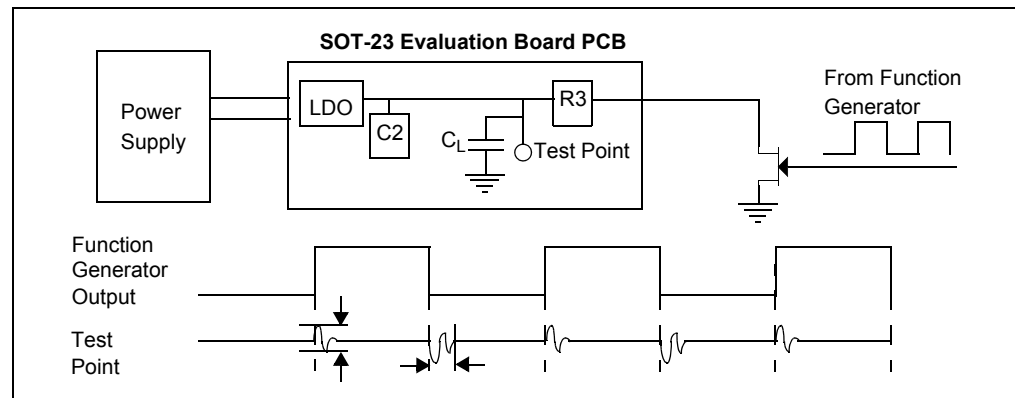 SOT-23 Evaluation Board PCB
Power
Supply
LDO
C2
CL
Test Point
R3
From Function
Generator
Function
Generator
Output
Test
Point